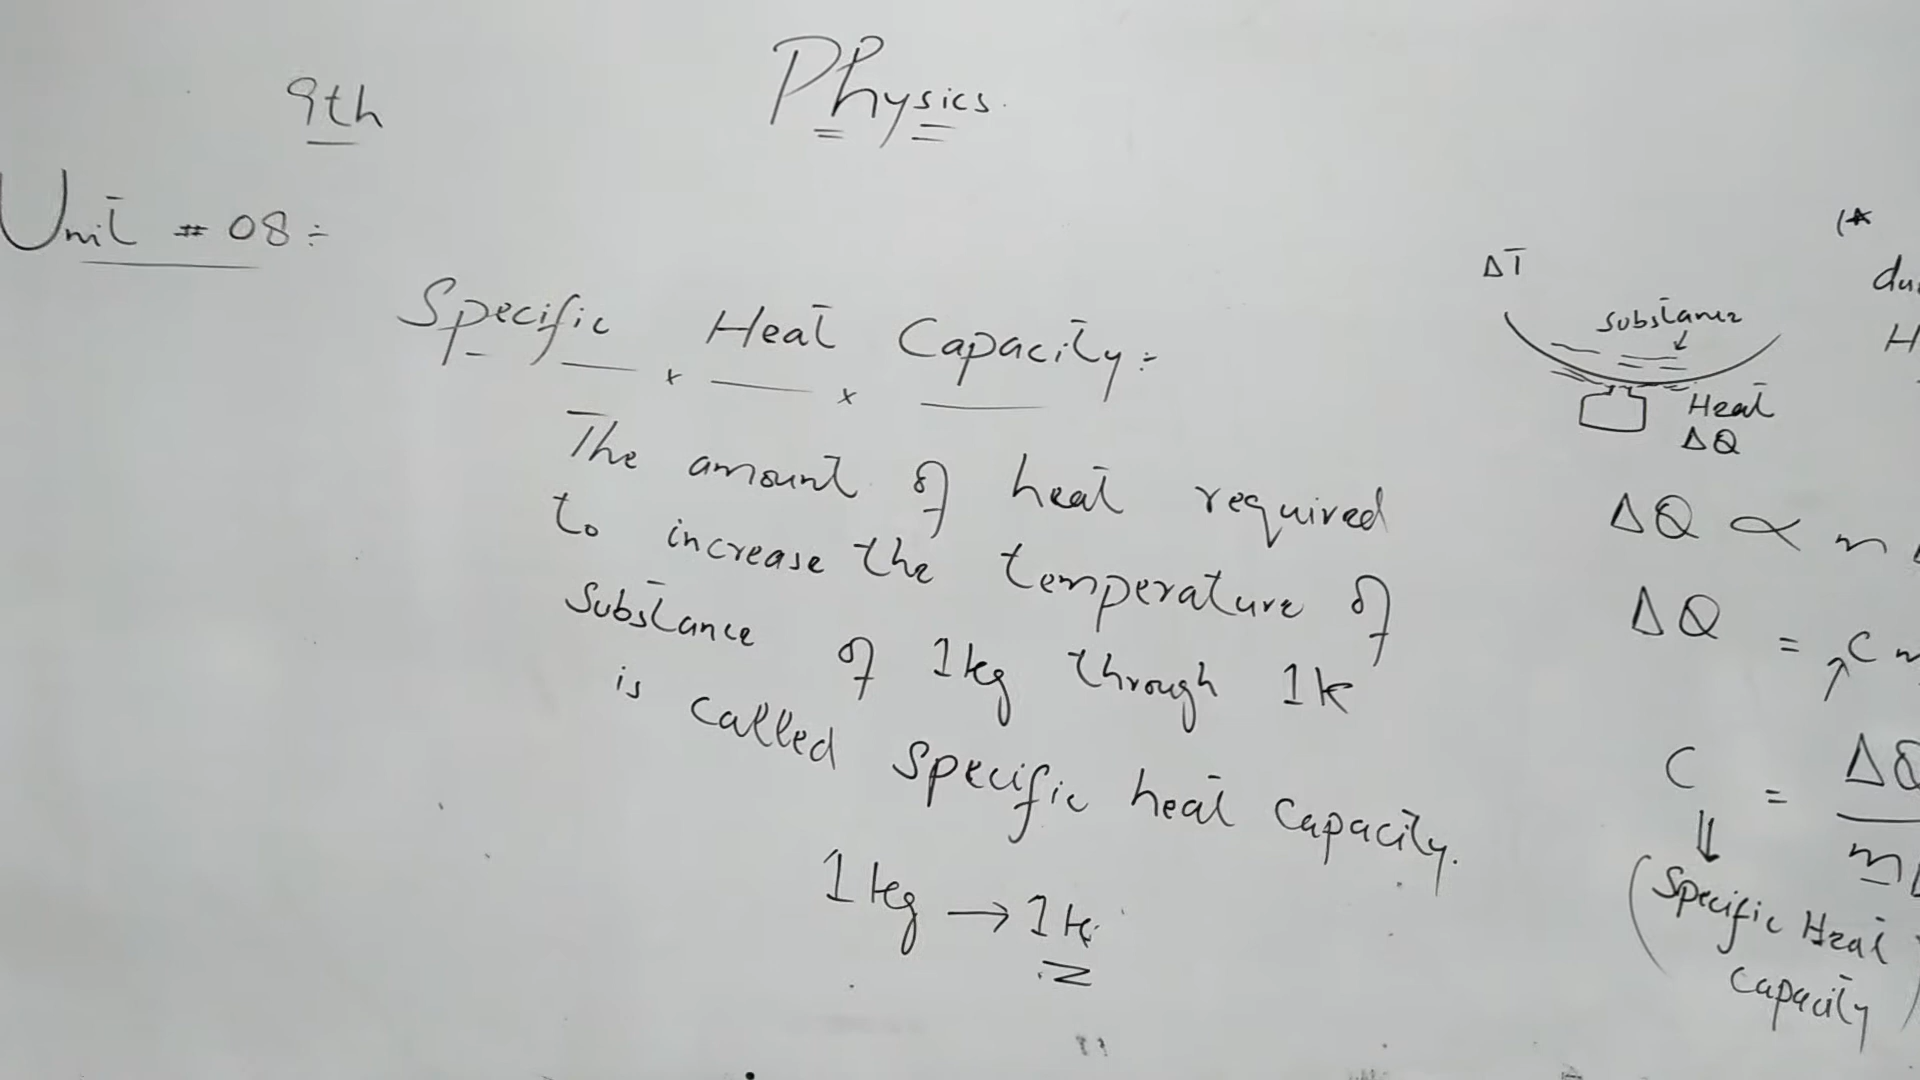 9th
Physics.
Unit # 08:-
Specific Heat Capacity:-
The amount of heat required
to increase the temperature of
substance of 1kg through 1k
is called specific heat capacity.
1kg → 1k
ΔT
substance
Heat
ΔQ
ΔQ ∝ m
ΔQ = C m
C = ΔQ
m
(Specific Heat
Capacity